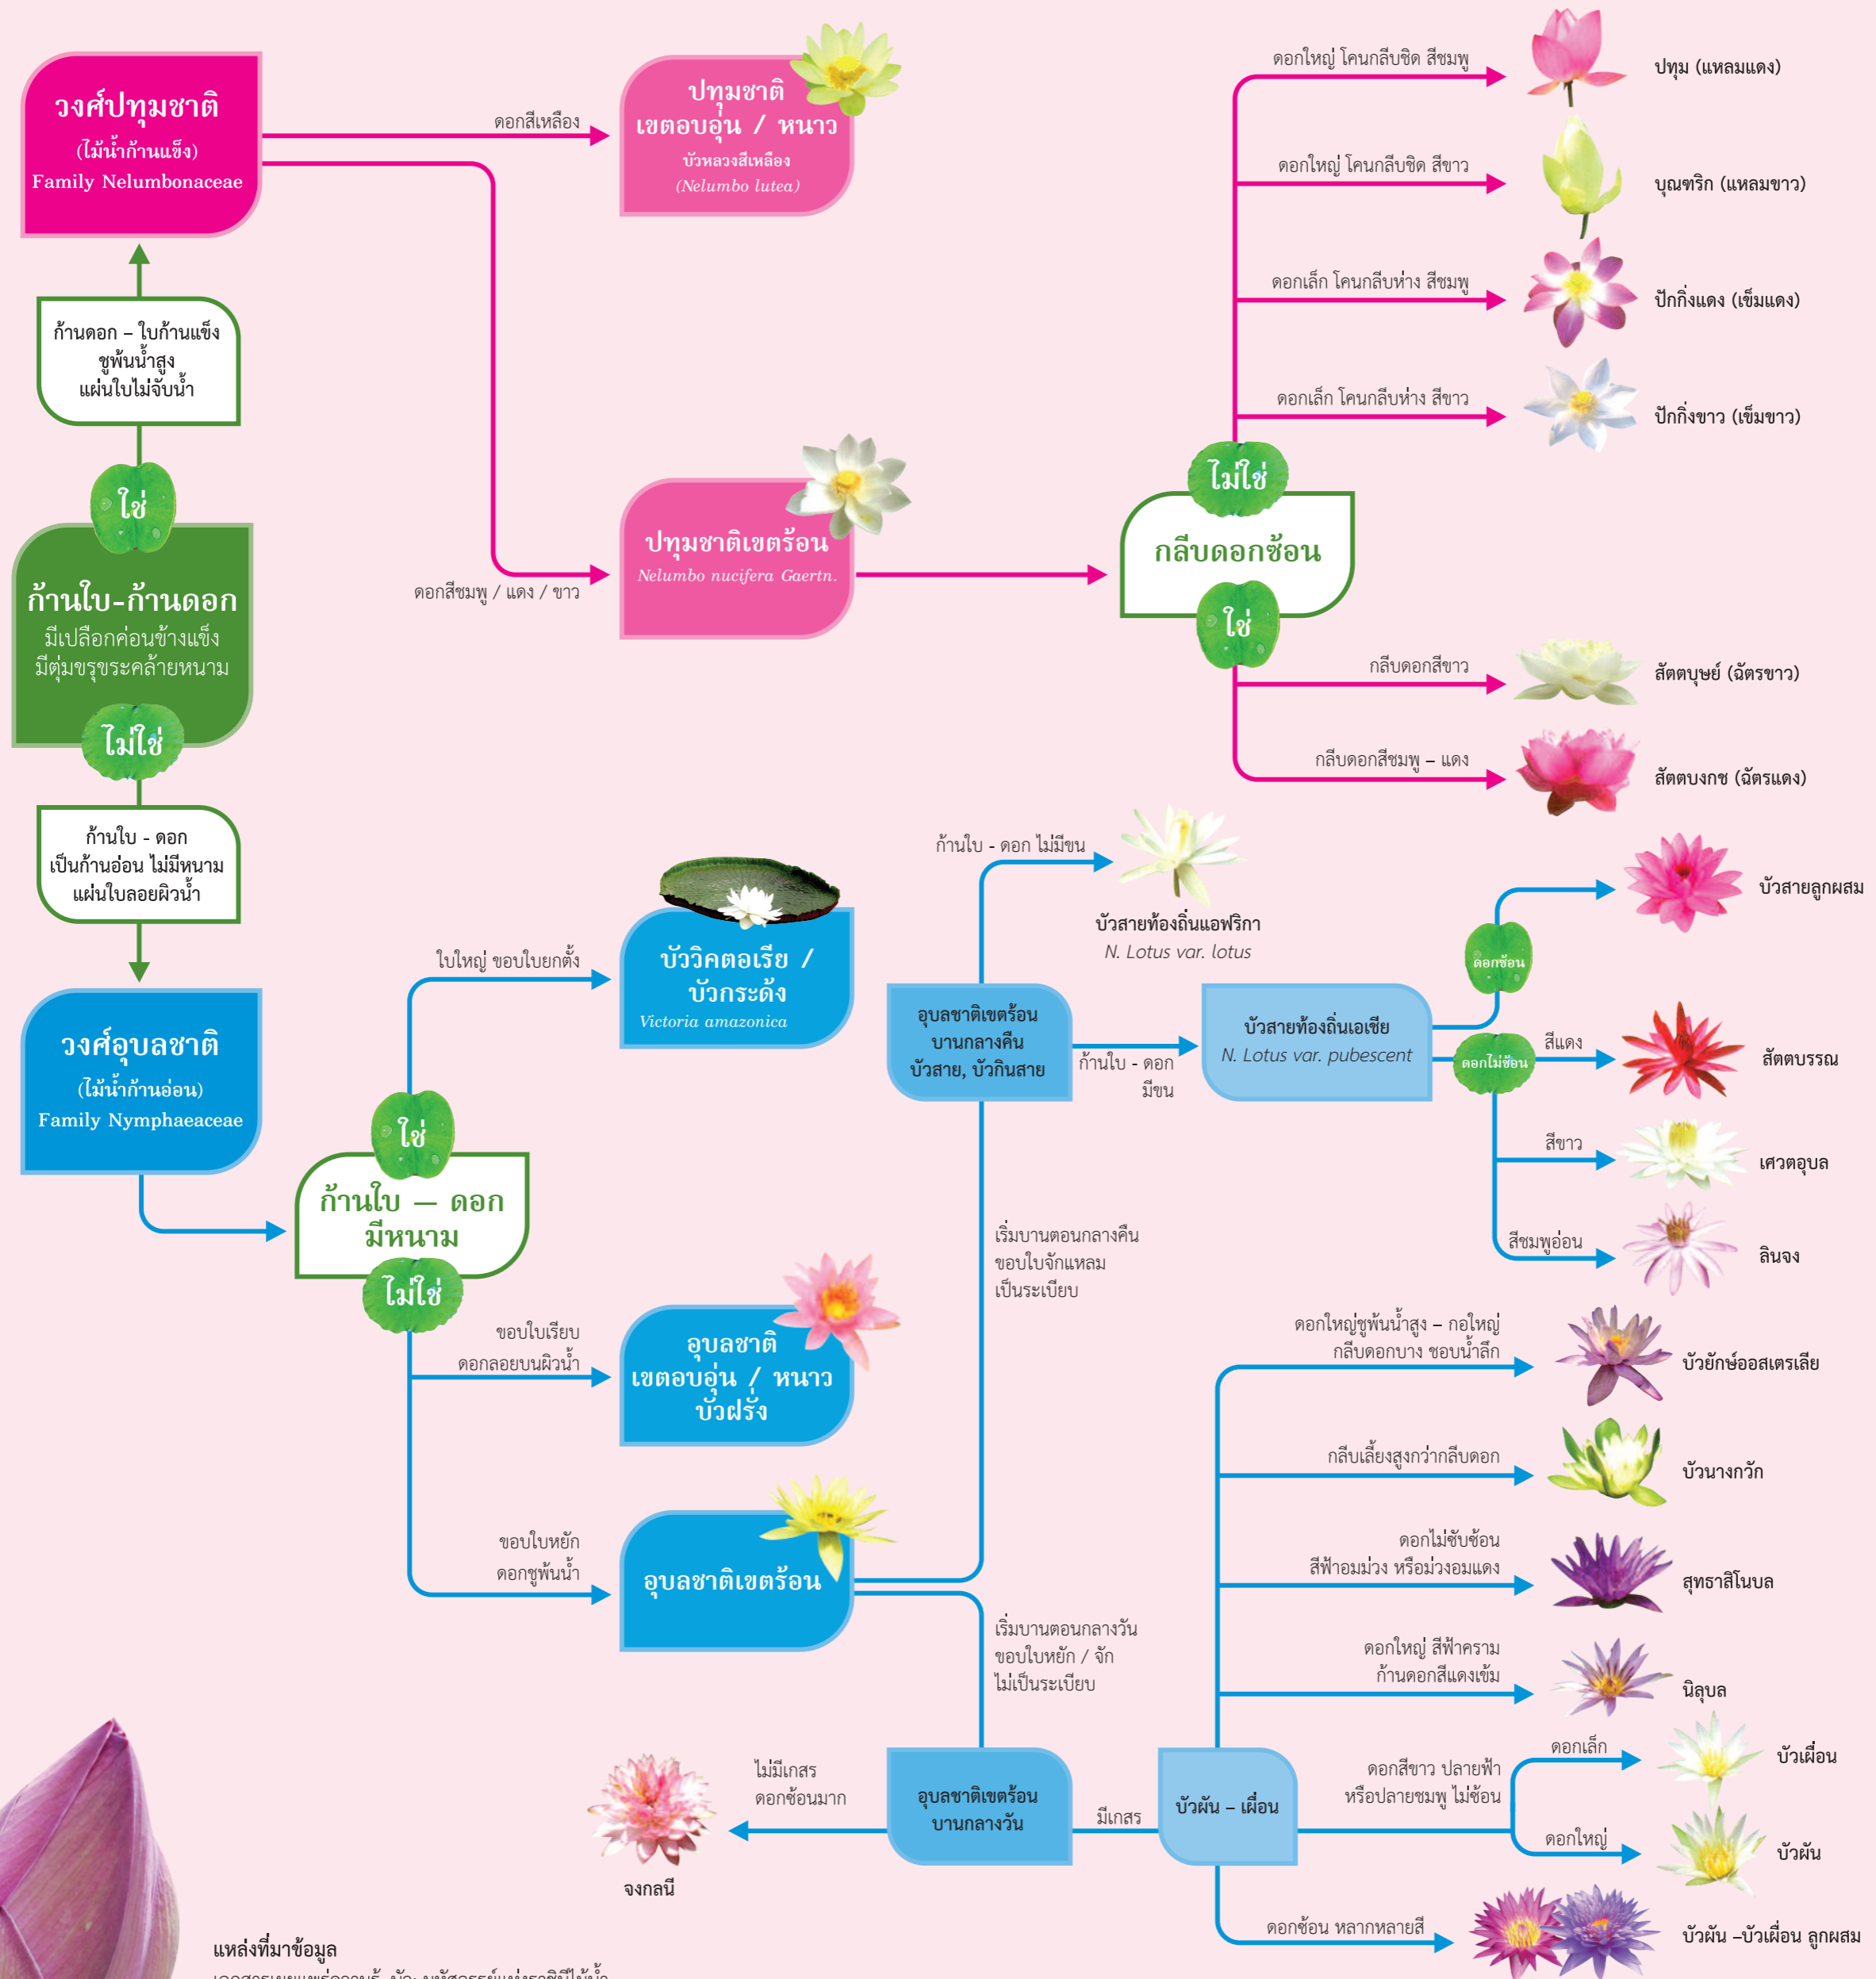 วงศ์ปทุมชาติ
(ไม้น้ำก้านแข็ง)
Family Nelumbonaceae
ดอกสีเหลือง
ปทุมชาติ
เขตอบอุ่น / หนาว
บัวหลวงสีเหลือง
(Nelumbo lutea)
ดอกสีชมพู / แดง / ขาว
ปทุมชาติเขตร้อน
Nelumbo nucifera Gaertn.
ไม่ใช่
กลีบดอกซ้อน
ใช่
ดอกใหญ่ โคนกลีบชิด สีชมพู
ปทุม (แหลมแดง)
ดอกใหญ่ โคนกลีบชิด สีขาว
บุณฑริก (แหลมขาว)
ดอกเล็ก โคนกลีบห่าง สีชมพู
ปักกิ่งแดง (เข็มแดง)
ดอกเล็ก โคนกลีบห่าง สีขาว
ปักกิ่งขาว (เข็มขาว)
กลีบดอกสีขาว
สัตตบุษย์ (ฉัตรขาว)
กลีบดอกสีชมพู – แดง
สัตตบงกช (ฉัตรแดง)
ก้านดอก – ใบก้านแข็ง
ชูพ้นน้ำสูง
แผ่นใบไม่จับน้ำ
ใช่
ก้านใบ-ก้านดอก
มีเปลือกค่อนข้างแข็ง
มีตุ่มขรุขระคล้ายหนาม
ไม่ใช่
ก้านใบ - ดอก
เป็นก้านอ่อน ไม่มีหนาม
แผ่นใบลอยผิวน้ำ
วงศ์อุบลชาติ
(ไม้น้ำก้านอ่อน)
Family Nymphaeaceae
ใช่
ก้านใบ – ดอก
มีหนาม
ไม่ใช่
ใบใหญ่ ขอบใบยกตั้ง
บัววิคตอเรีย /
บัวกระด้ง
Victoria amazonica
ขอบใบเรียบ
ดอกลอยบนผิวน้ำ
อุบลชาติ
เขตอบอุ่น / หนาว
บัวฝรั่ง
ขอบใบหยัก
ดอกชูพ้นน้ำ
อุบลชาติเขตร้อน
เริ่มบานตอนกลางคืน
ขอบใบจักแหลม
เป็นระเบียบ
อุบลชาติเขตร้อน
บานกลางคืน
บัวสาย, บัวกินสาย
ก้านใบ - ดอก ไม่มีขน
บัวสายท้องถิ่นแอฟริกา
N. Lotus var. lotus
ก้านใบ - ดอก
มีขน
บัวสายท้องถิ่นเอเชีย
N. Lotus var. pubescent
ดอกซ้อน
บัวสายลูกผสม
ดอกไม่ซ้อน
สีแดง
สัตตบรรณ
สีขาว
เศวตอุบล
สีชมพูอ่อน
ลินจง
เริ่มบานตอนกลางวัน
ขอบใบหยัก / จัก
ไม่เป็นระเบียบ
อุบลชาติเขตร้อน
บานกลางวัน
ไม่มีเกสร
ดอกซ้อนมาก
จงกลนี
มีเกสร
บัวผัน – เผื่อน
ดอกใหญ่ชูพ้นน้ำสูง – กอใหญ่
กลีบดอกบาง ชอบน้ำลึก
บัวยักษ์ออสเตรเลีย
กลีบเลี้ยงสูงกว่ากลีบดอก
บัวนางกวัก
ดอกไม่ซับซ้อน
สีฟ้าอมม่วง หรือม่วงอมแดง
สุทธาสิโนบล
ดอกใหญ่ สีฟ้าคราม
ก้านดอกสีแดงเข้ม
นิลุบล
ดอกสีขาว ปลายฟ้า
หรือปลายชมพู ไม่ซ้อน
ดอกเล็ก
บัวเผื่อน
ดอกใหญ่
บัวผัน
ดอกซ้อน หลากหลายสี
บัวผัน –บัวเผื่อน ลูกผสม
แหล่งที่มาข้อมูล